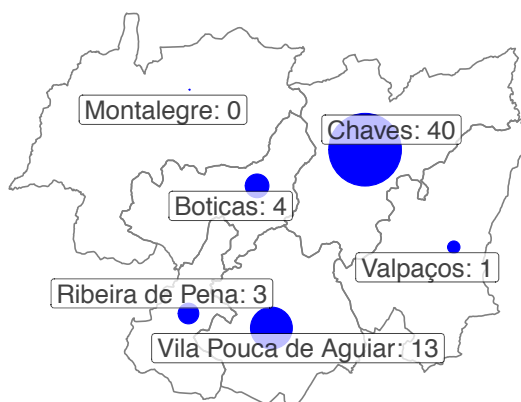 Montalegre: 0
Chaves: 40
Boticas: 4
Valpaços: 1
Ribeira de Pena: 3
Vila Pouca de Aguiar: 13